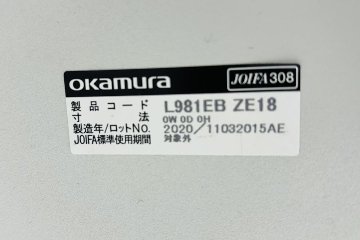 okamura JOIFA308
製品コード L981EB ZE18
寸法 0W 0D 0H
製造年/ロットNO. 2020/11032015AE
JOIFA標準使用期間 対象外